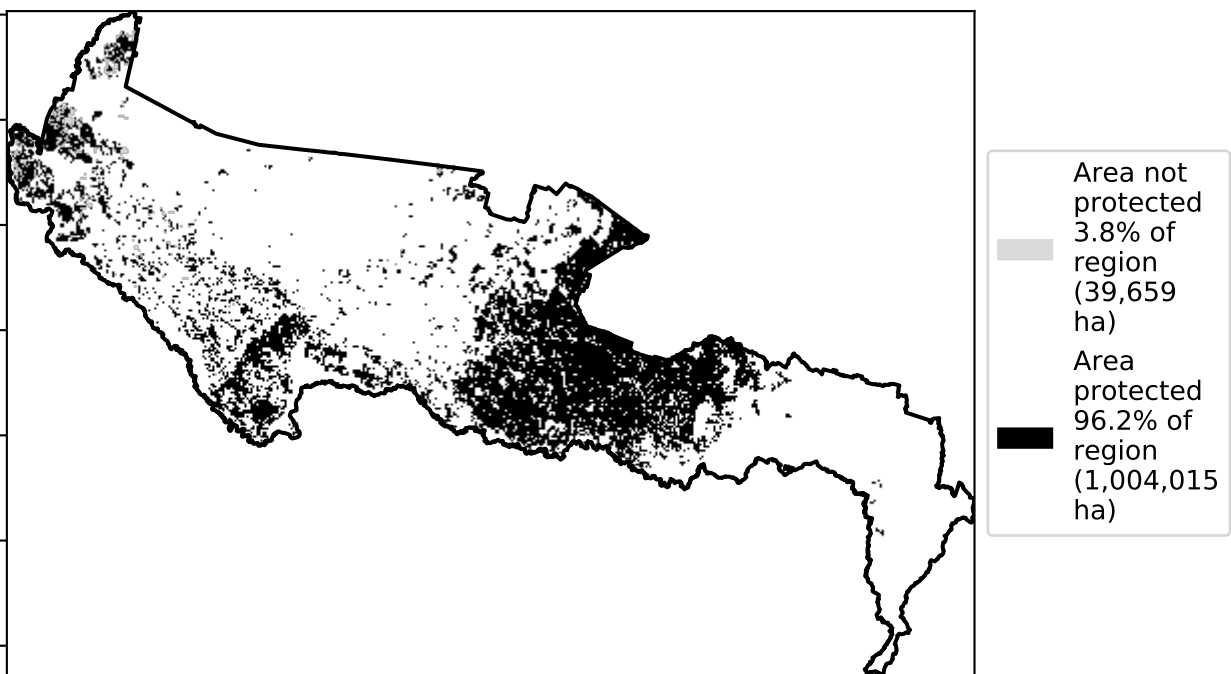 Area not
protected
3.8% of
region
(39,659
ha)
Area
protected
96.2% of
region
(1,004,015
ha)